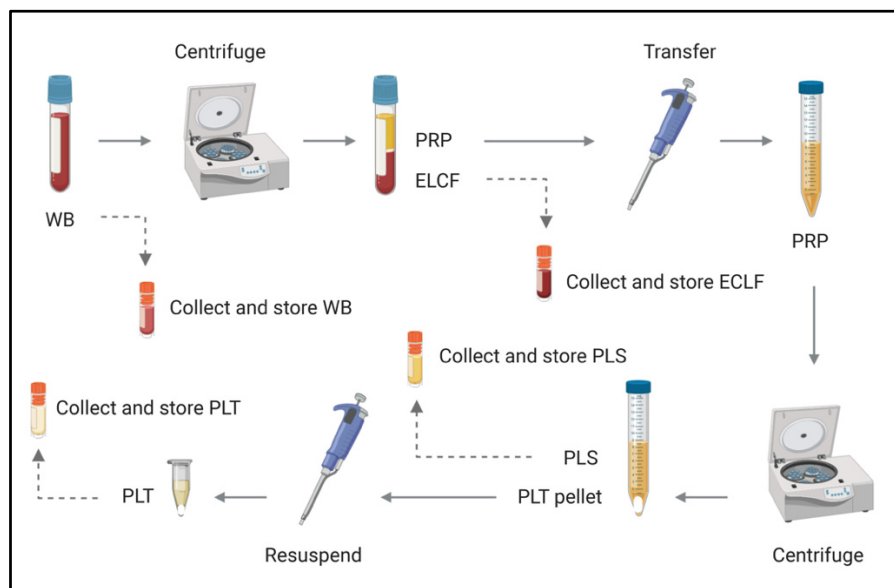 Centrifuge
Transfer
PRP
ELCF
WB
PRP
Collect and store WB
Collect and store ECLF
Collect and store PLS
Collect and store PLT
PLS
PLT
PLT pellet
Resuspend
Centrifuge